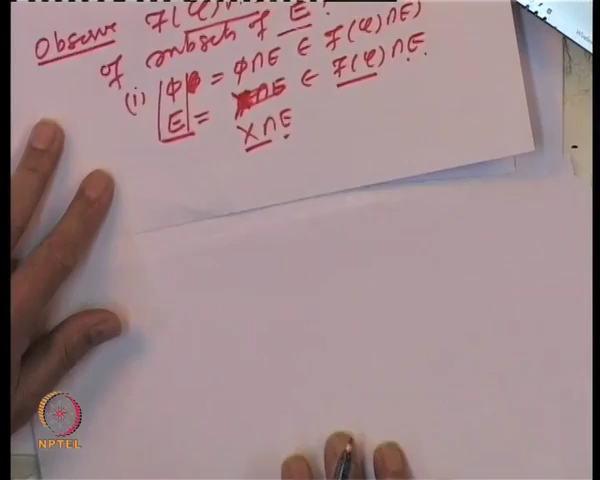 Observe F(φ) ∩
of subsets of E.
(i) φ = φ∩E ∈ F(φ)∩E)
E = X∩E ∈ F(φ)∩E.
X∩E
NPTEL